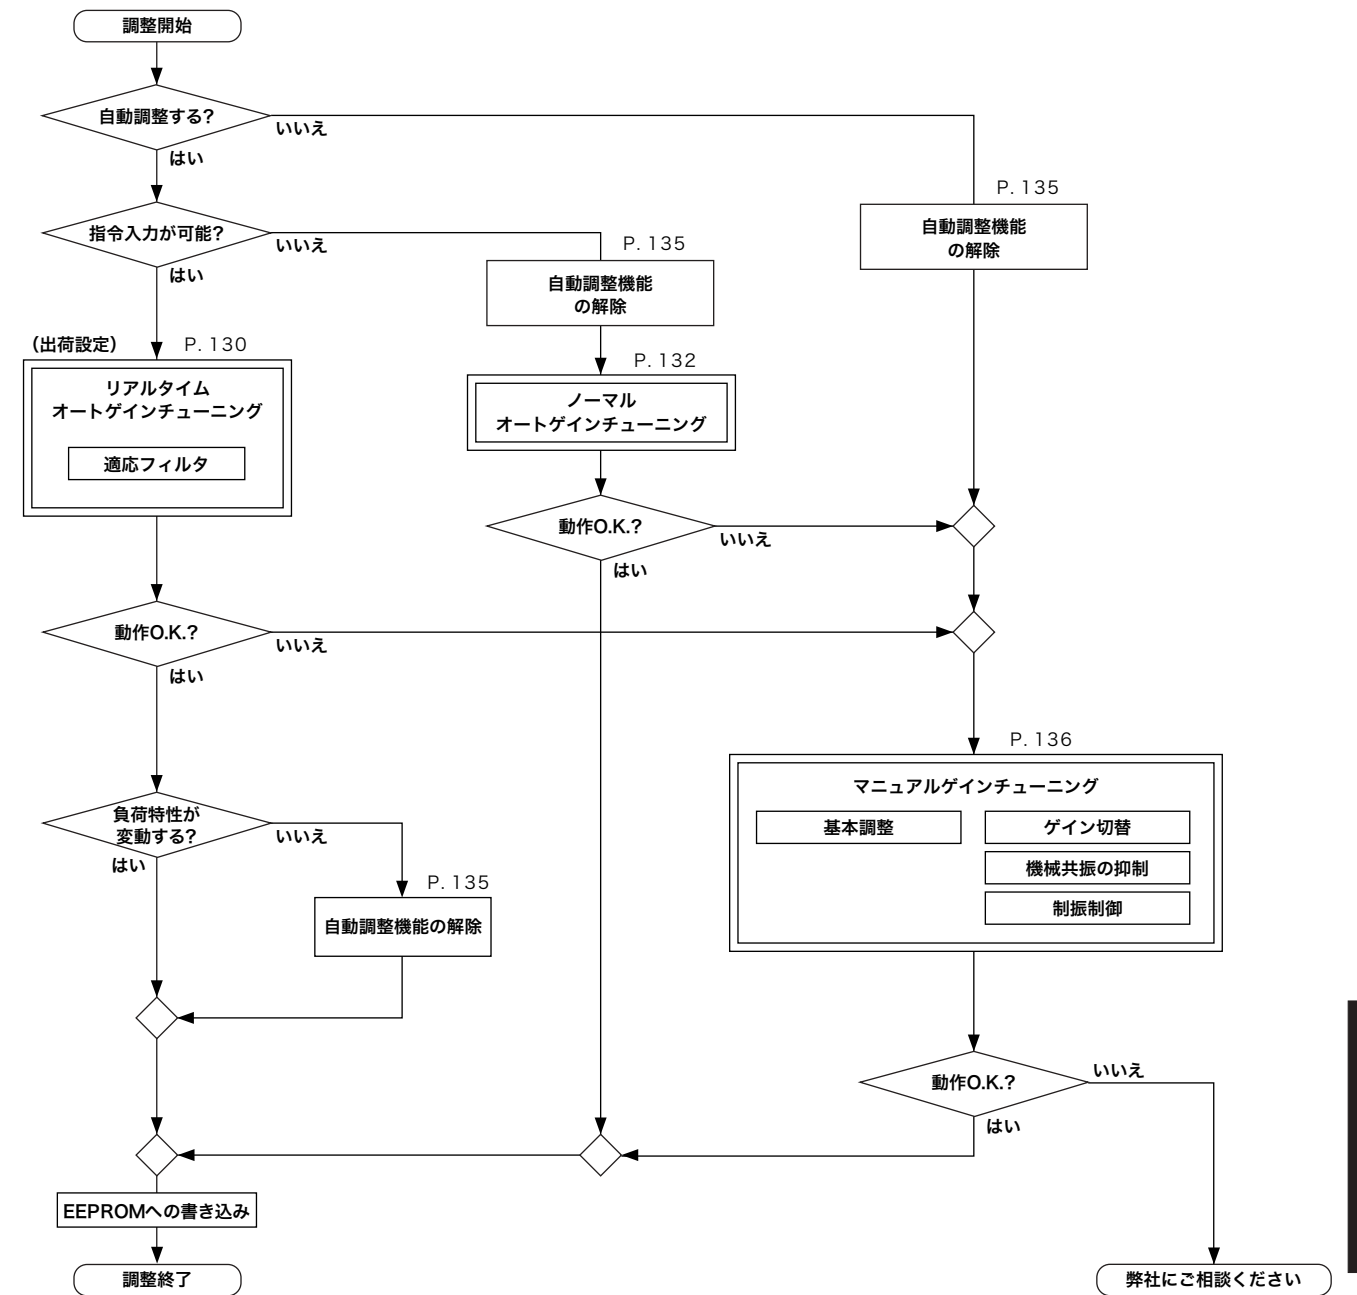 調整開始
自動調整する?
いいえ
はい
P. 135
自動調整機能
の解除
指令入力が可能?
いいえ
はい
P. 135
自動調整機能
の解除
(出荷設定)
P. 130
リアルタイム
オートゲインチューニング
適応フィルタ
P. 132
ノーマル
オートゲインチューニング
動作O.K.?
いいえ
はい
動作O.K.?
いいえ
はい
P. 136
マニュアルゲインチューニング
基本調整
ゲイン切替
機械共振の抑制
制振制御
負荷特性が
変動する?
いいえ
はい
P. 135
自動調整機能の解除
動作O.K.?
いいえ
はい
EEPROMへの書き込み
調整終了
弊社にご相談ください